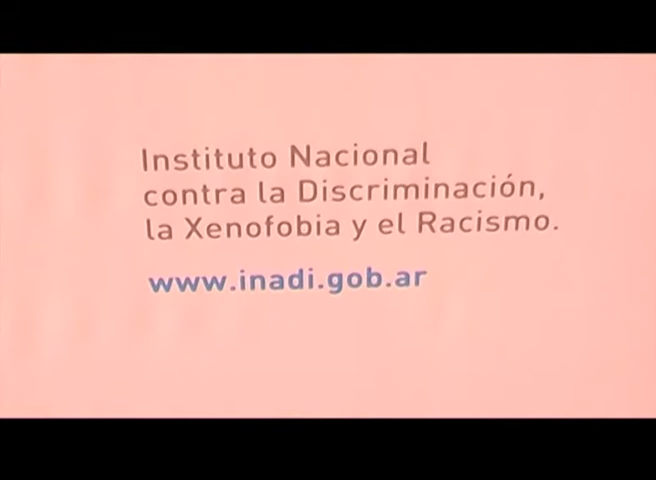 Instituto Nacional
contra la Discriminación,
la Xenofobia y el Racismo.
www.inadi.gob.ar